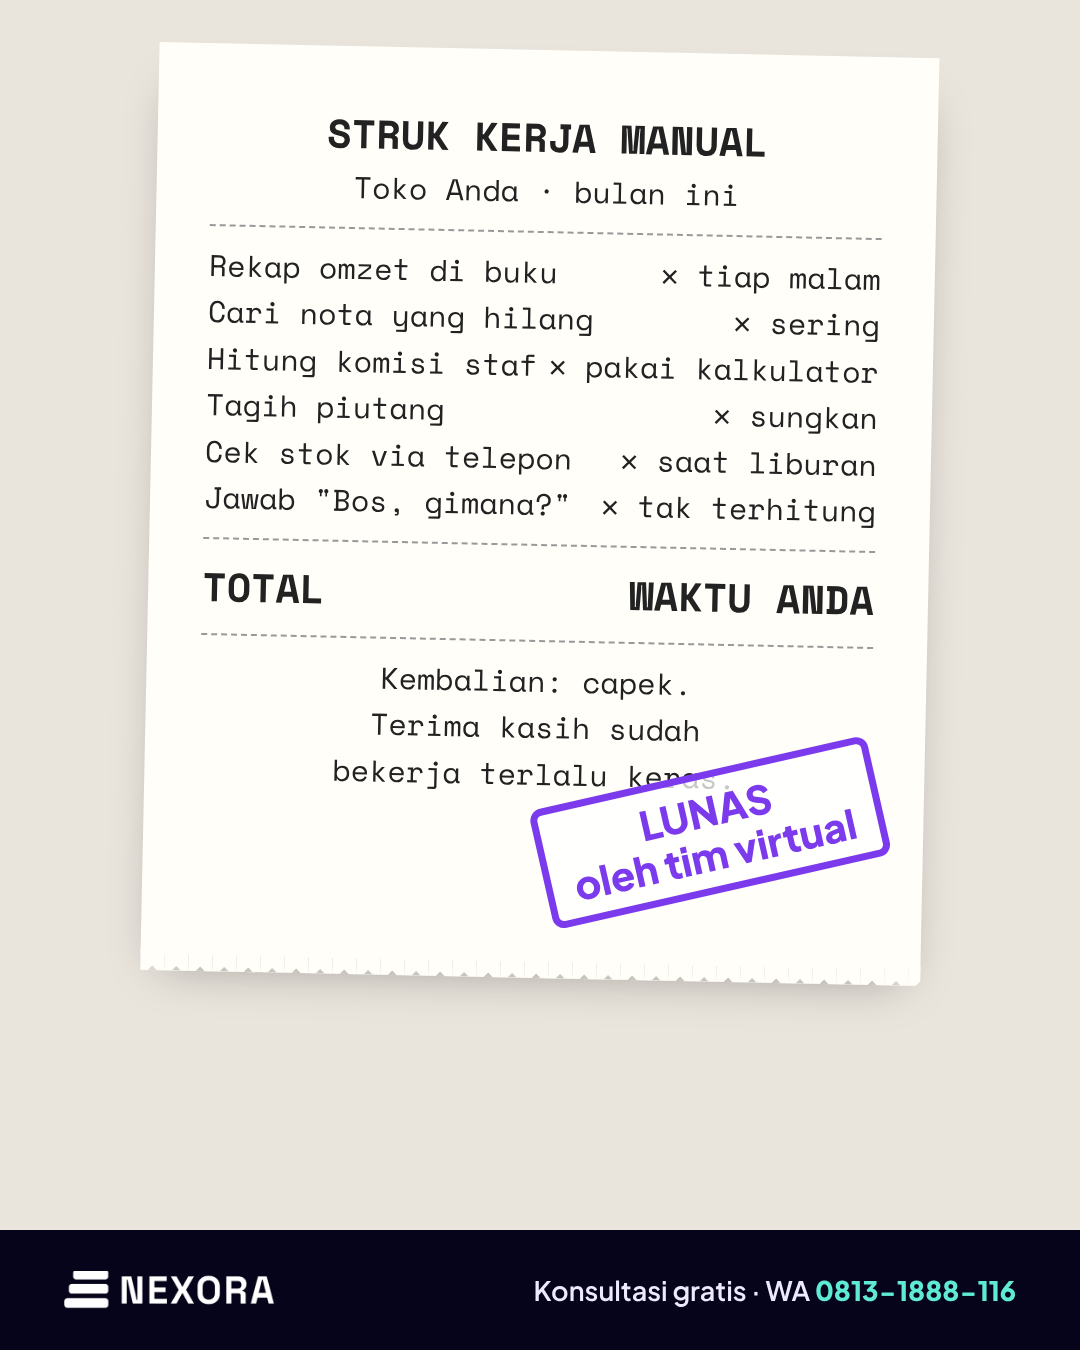 STRUK KERJA MANUAL
Toko Anda · bulan ini
Rekap omzet di buku × tiap malam
Cari nota yang hilang × sering
Hitung komisi staf × pakai kalkulator
Tagih piutang × sungkan
Cek stok via telepon × saat liburan
Jawab "Bos, gimana?" × tak terhitung
TOTAL WAKTU ANDA
Kembalian: capek.
Terima kasih sudah
bekerja terlalu keras.
LUNAS
oleh tim virtual
NEXORA
Konsultasi gratis · WA 0813-1888-116